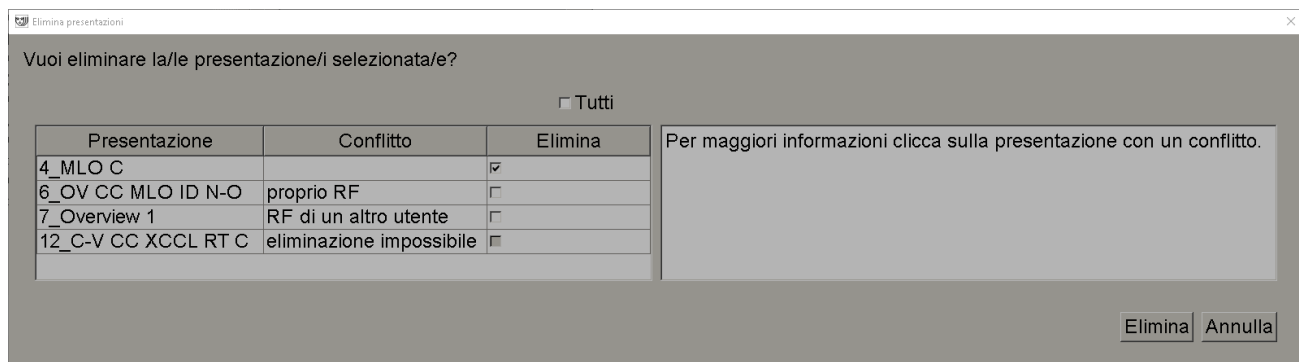 Elimina presentazioni
Vuoi eliminare la/le presentazione/i selezionata/e?
Tutti
Presentazione Conflitto Elimina
4_MLO C
6_OV CC MLO ID N-O proprio RF
7_Overview 1 RF di un altro utente
12_C-V CC XCCL RT C eliminazione impossibile
Per maggiori informazioni clicca sulla presentazione con un conflitto.
Elimina Annulla